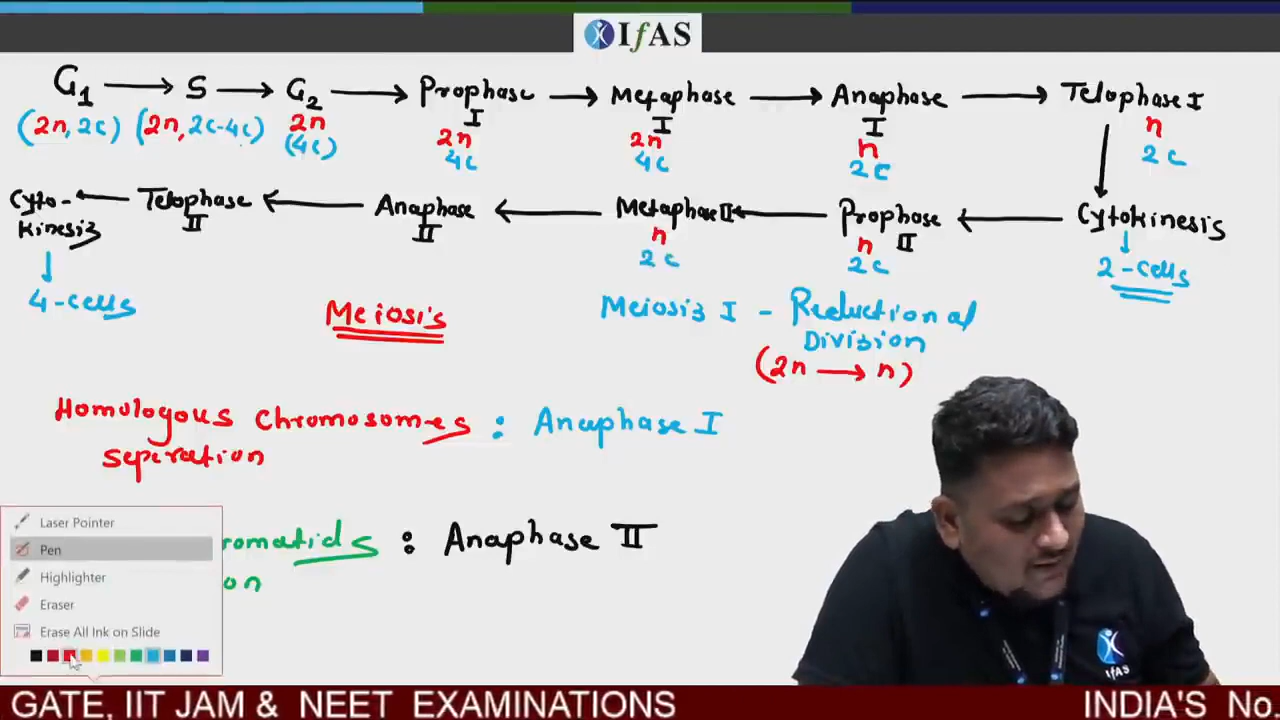 IfAS
G1 → S → G2 → Prophase I → Metaphase I → Anaphase I → Telophase I
(2n, 2c) (2n, 2c-4c) 2n (4c) 2n 4c 2n 4c n 2c n 2c
Cyto-kinesis ← Telophase II ← Anaphase II ← Metaphase II ← Prophase II ← Cytokinesis
n 2c n 2c
↓ 4-cells
↓ 2-cells
Meiosis
Meiosis I - Reductional
Division
(2n → n)
Homologous chromosomes : Anaphase I
seperation
romatids : Anaphase II
on
Laser Pointer
Pen
Highlighter
Eraser
Erase All Ink on Slide
IfAS
GATE, IIT JAM & NEET EXAMINATIONS
INDIA'S No.